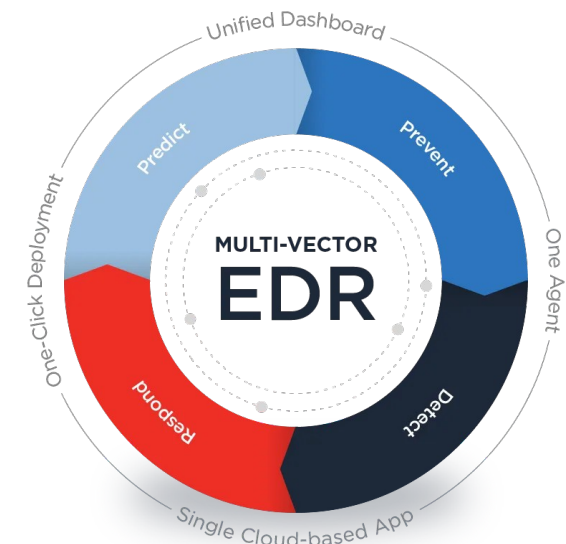 Unified Dashboard
Predict
Prevent
One-Click Deployment
MULTI-VECTOR
EDR
One Agent
Respond
Detect
Single Cloud-based App